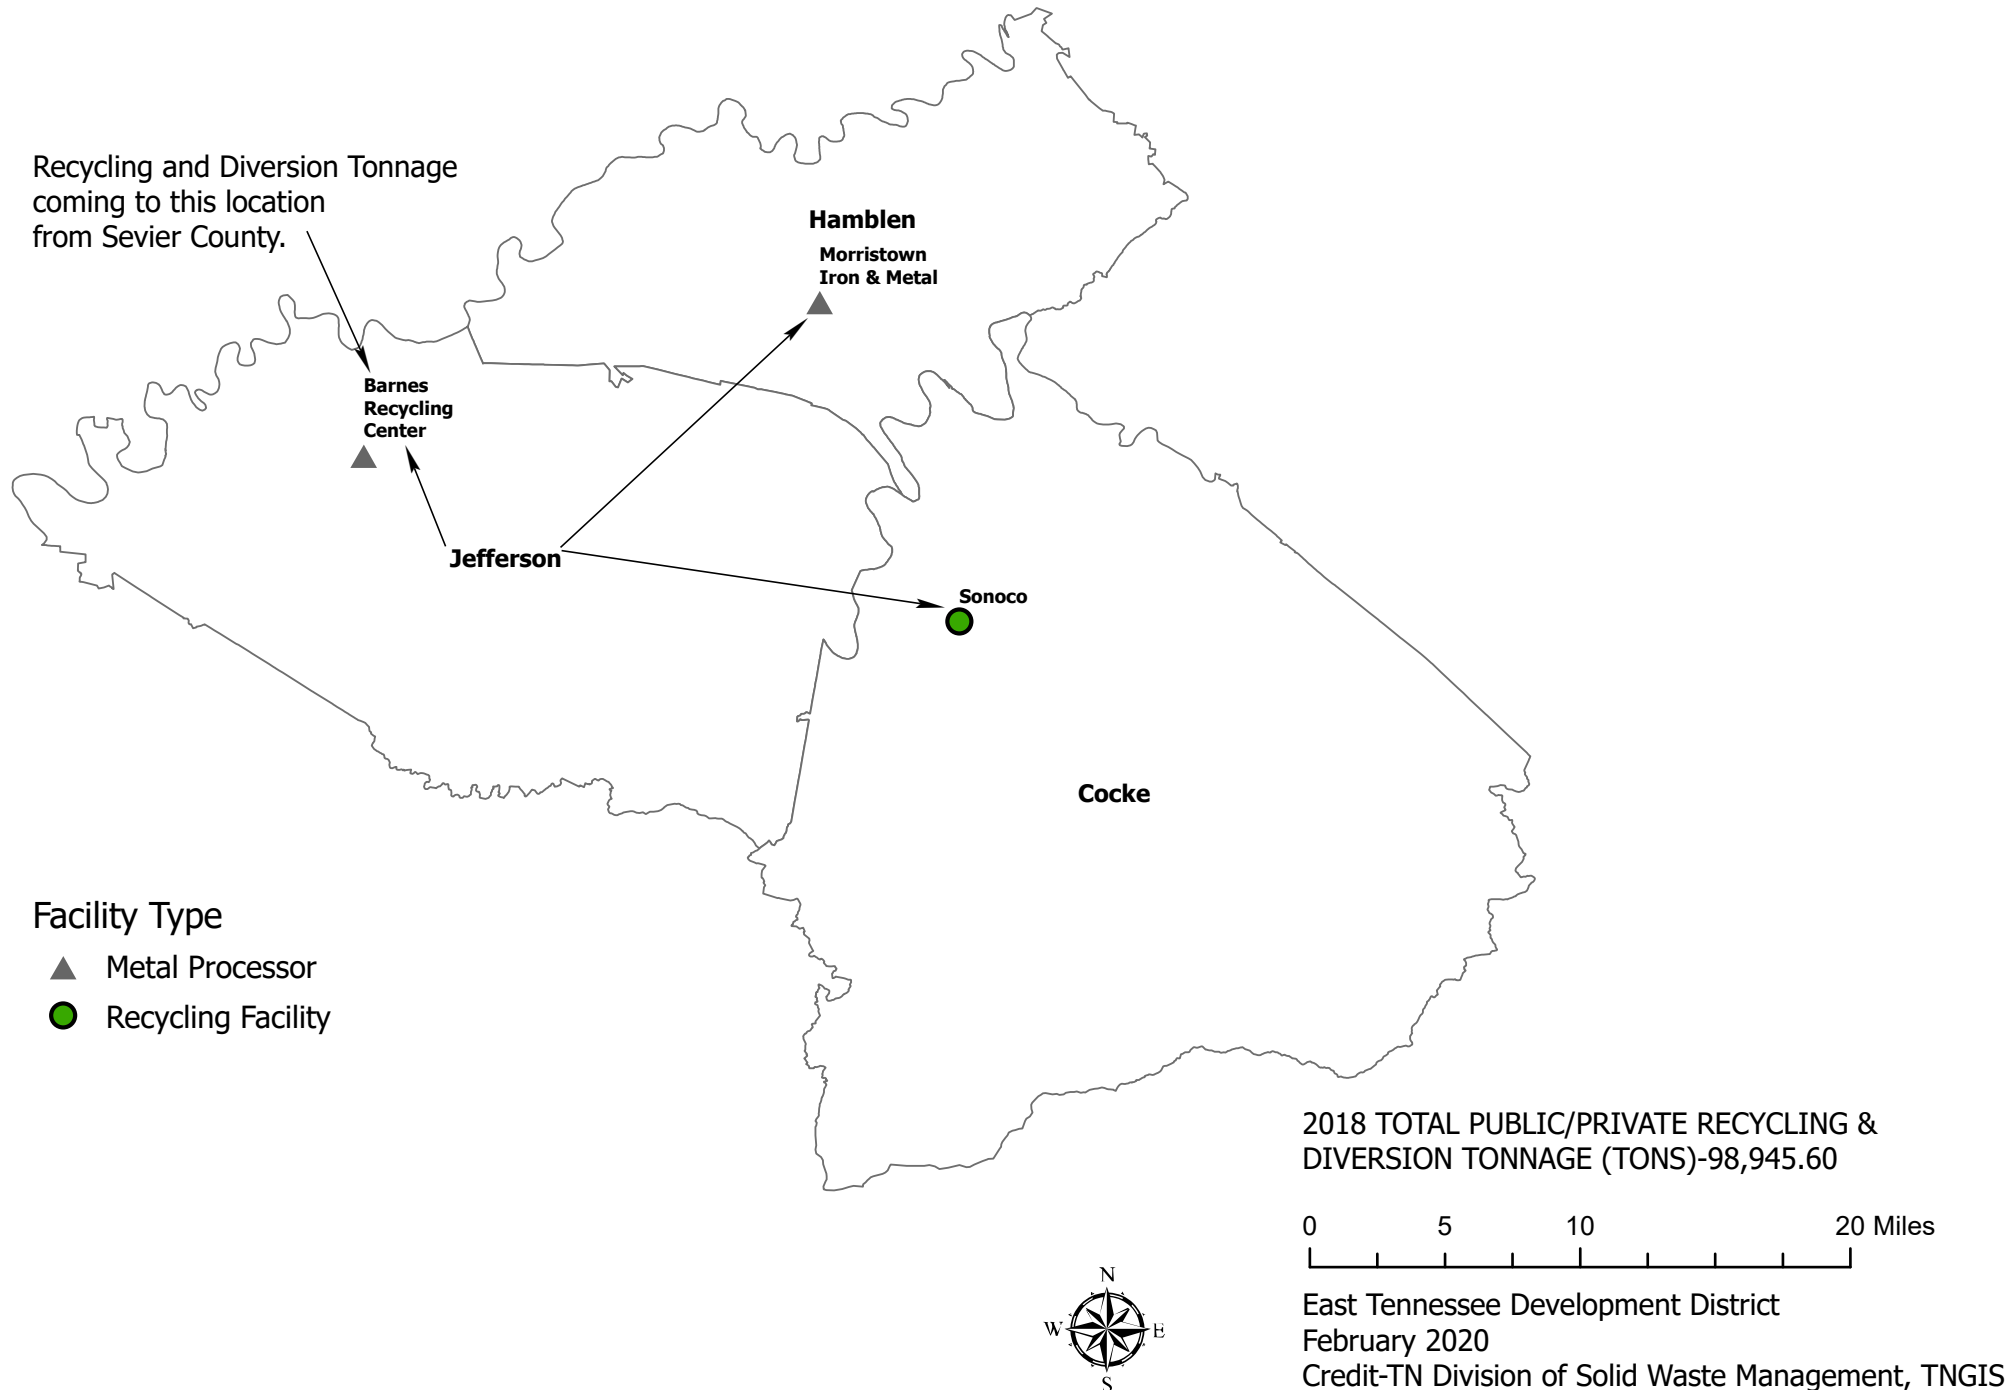 Recycling and Diversion Tonnage
coming to this location
from Sevier County.
Hamblen
Morristown
Iron & Metal
Barnes
Recycling
Center
Jefferson
Sonoco
Cocke
Facility Type
Metal Processor
Recycling Facility
2018 TOTAL PUBLIC/PRIVATE RECYCLING &
DIVERSION TONNAGE (TONS)-98,945.60
0 5 10 20 Miles
N
W E
S
East Tennessee Development District
February 2020
Credit-TN Division of Solid Waste Management, TNGIS